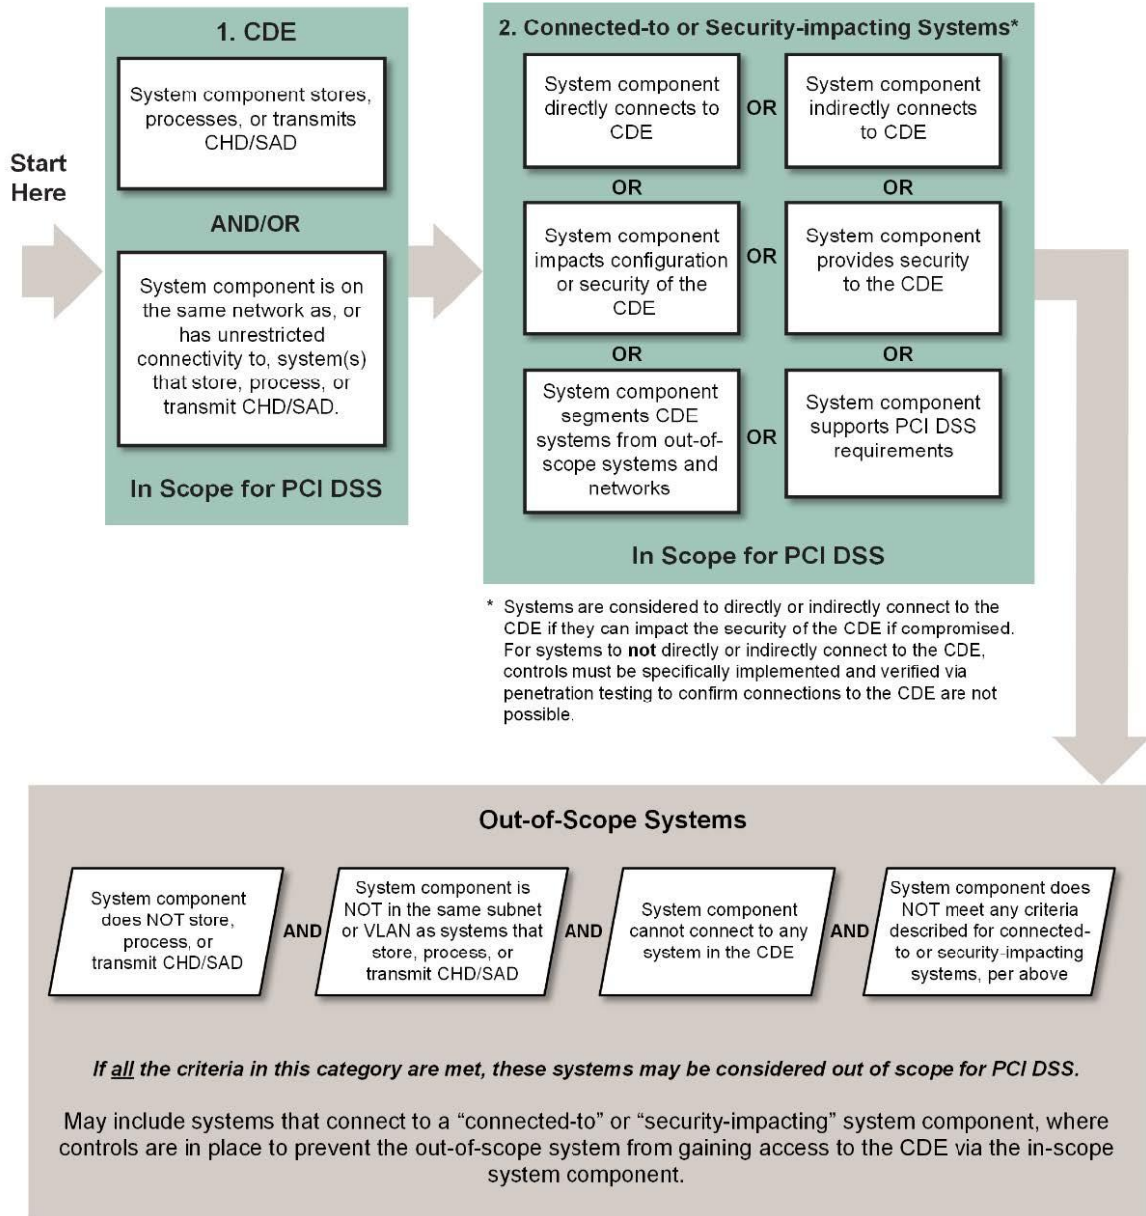 Start
Here
1. CDE
System component stores,
processes, or transmits
CHD/SAD
AND/OR
System component is on
the same network as, or
has unrestricted
connectivity to, system(s)
that store, process, or
transmit CHD/SAD.
In Scope for PCI DSS
2. Connected-to or Security-impacting Systems*
System component
directly connects to
CDE
OR
System component
indirectly connects
to CDE
OR
OR
System component
impacts configuration
or security of the
CDE
OR
System component
provides security
to the CDE
OR
OR
System component
segments CDE
systems from out-of-
scope systems and
networks
OR
System component
supports PCI DSS
requirements
In Scope for PCI DSS
* Systems are considered to directly or indirectly connect to the
CDE if they can impact the security of the CDE if compromised.
For systems to not directly or indirectly connect to the CDE,
controls must be specifically implemented and verified via
penetration testing to confirm connections to the CDE are not
possible.
Out-of-Scope Systems
System component
does NOT store,
process, or
transmit CHD/SAD
AND
System component is
NOT in the same subnet
or VLAN as systems that
store, process, or
transmit CHD/SAD
AND
System component
cannot connect to any
system in the CDE
AND
System component does
NOT meet any criteria
described for connected-
to or security-impacting
systems, per above
If all the criteria in this category are met, these systems may be considered out of scope for PCI DSS.
May include systems that connect to a “connected-to” or “security-impacting” system component, where
controls are in place to prevent the out-of-scope system from gaining access to the CDE via the in-scope
system component.